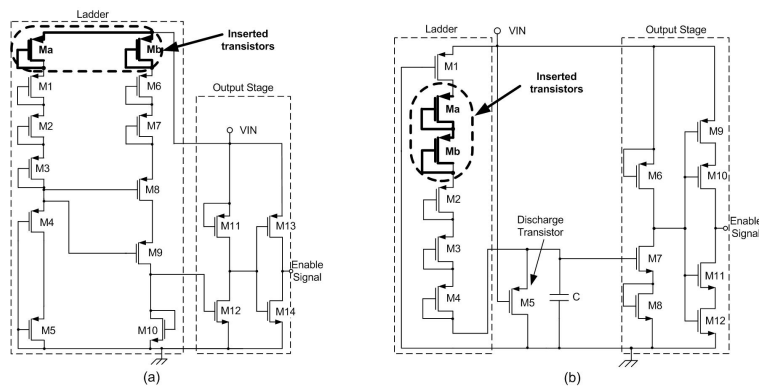 Ladder
Inserted
transistors
Ma
Mb
M1
M6
M2
M7
Output Stage
VIN
M3
M8
M4
M11
M13
M9
Enable
Signal
M12
M14
M5
M10
(a)
Ladder
VIN
Output Stage
M1
Inserted
transistors
Ma
Mb
M9
M6
M10
M2
Discharge
Transistor
Enable
Signal
M3
M7
M11
M4
M5
C
M8
M12
(b)